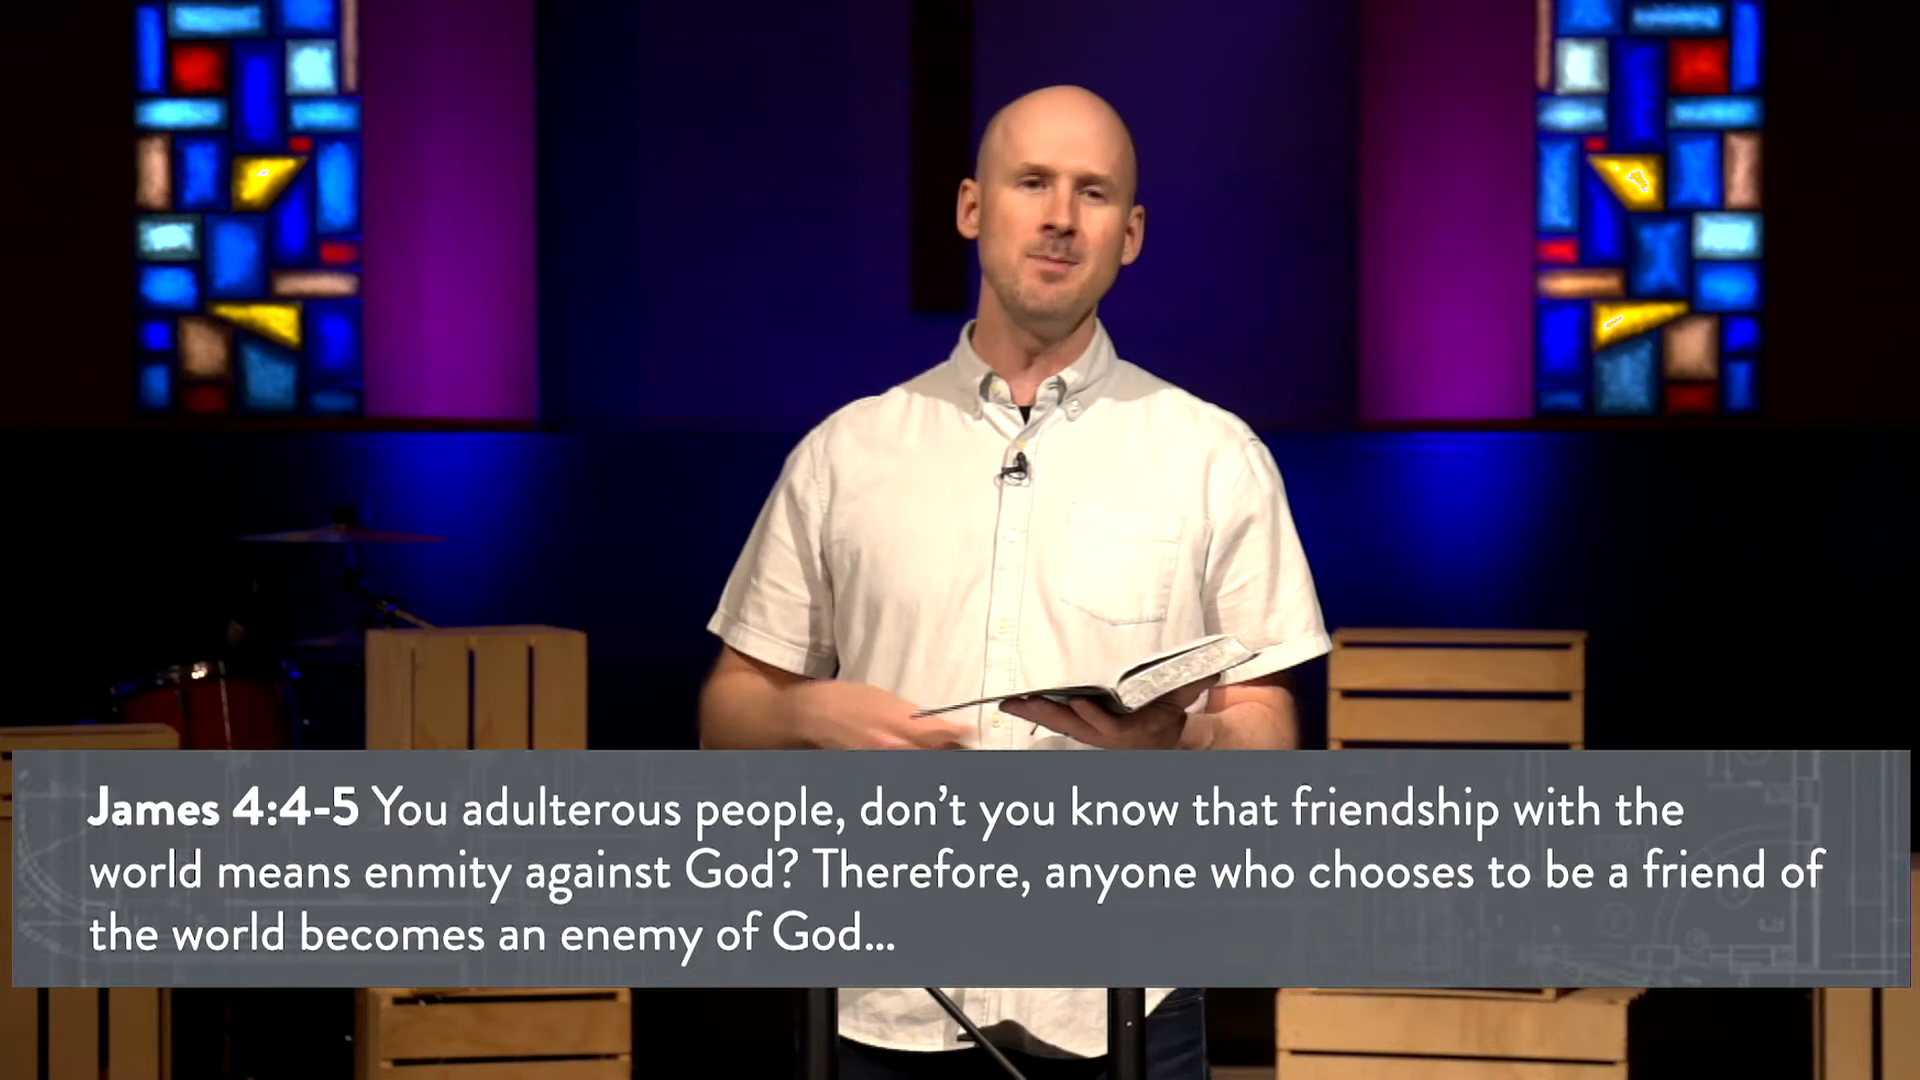 James 4:4-5 You adulterous people, don't you know that friendship with the
world means enmity against God? Therefore, anyone who chooses to be a friend of
the world becomes an enemy of God...